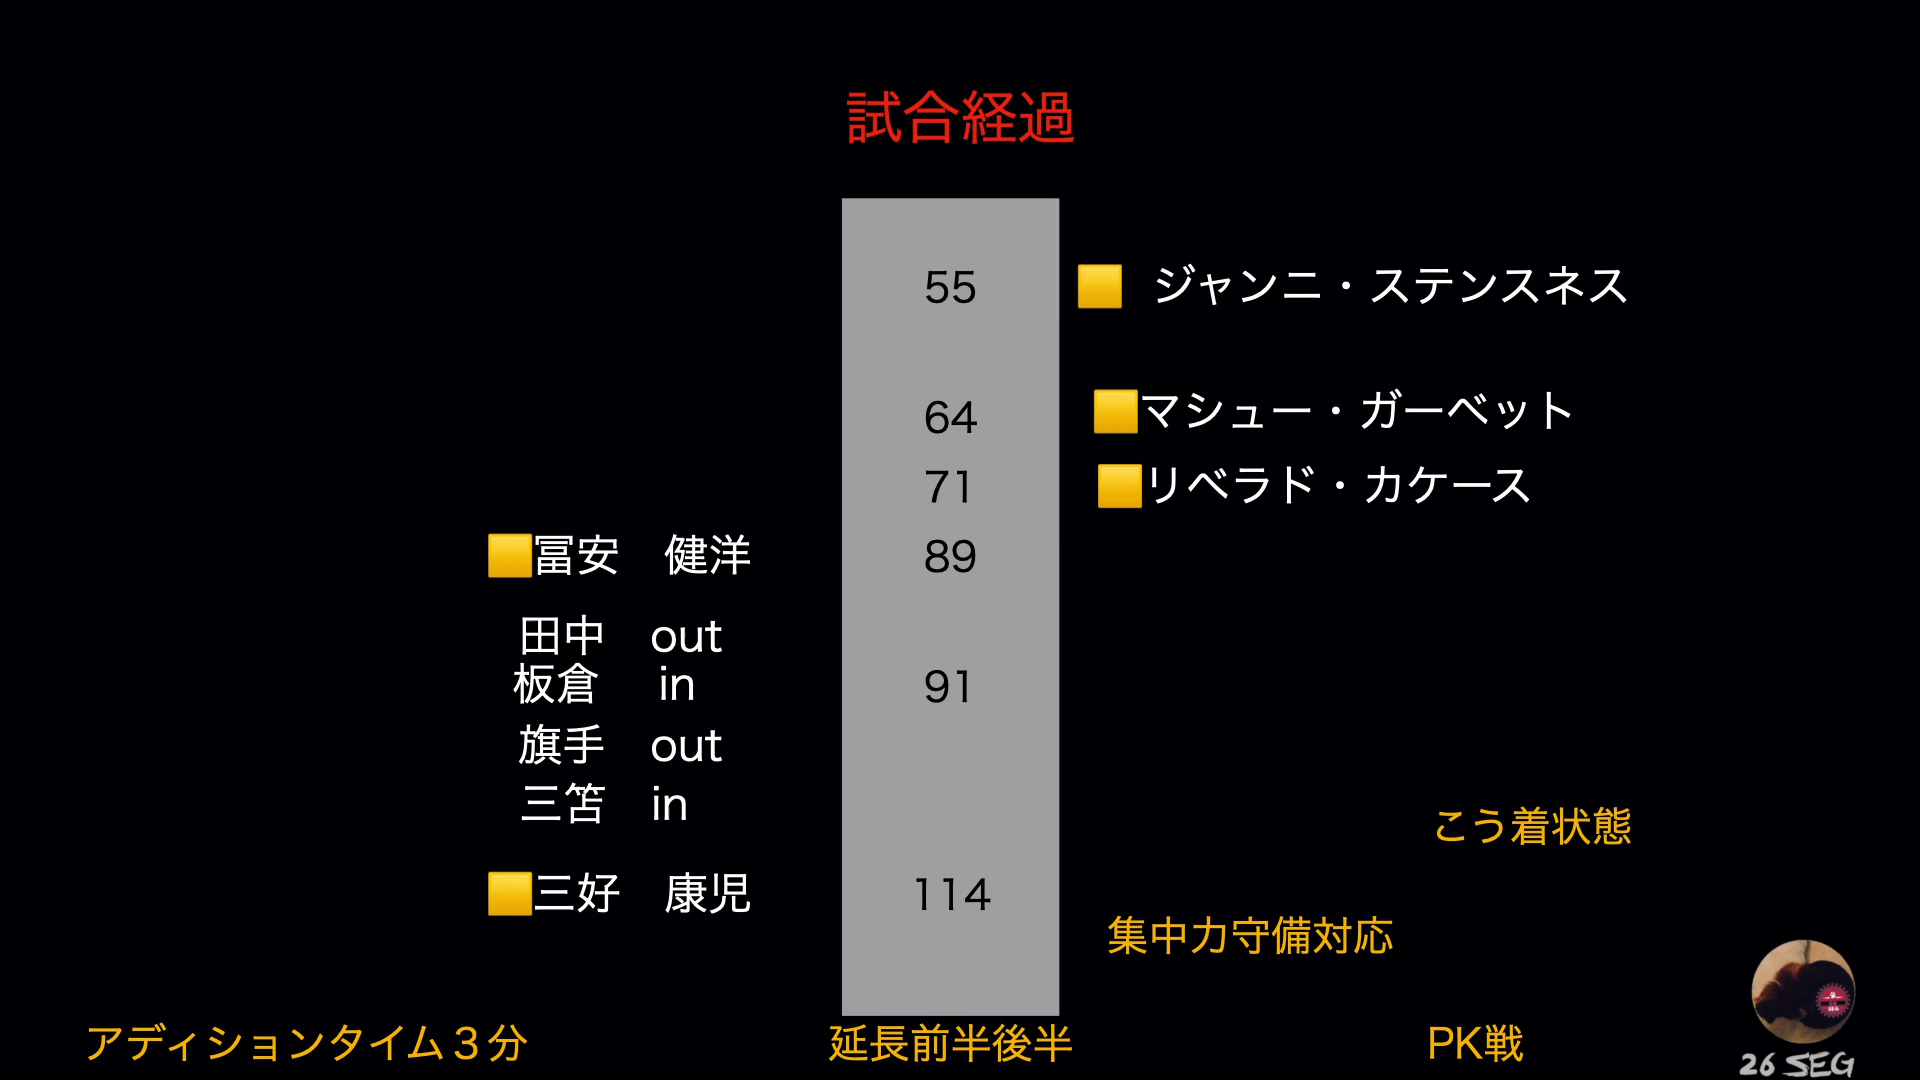 試合経過
55 ジャンニ・ステンスネス
64 マシュー・ガーベット
71 リベラド・カケース
冨安　健洋 89
田中　out
板倉　in 91
旗手　out
三笘　in
こう着状態
三好　康児 114
集中力守備対応
アディションタイム３分 延長前半後半 PK戦
26 SEG